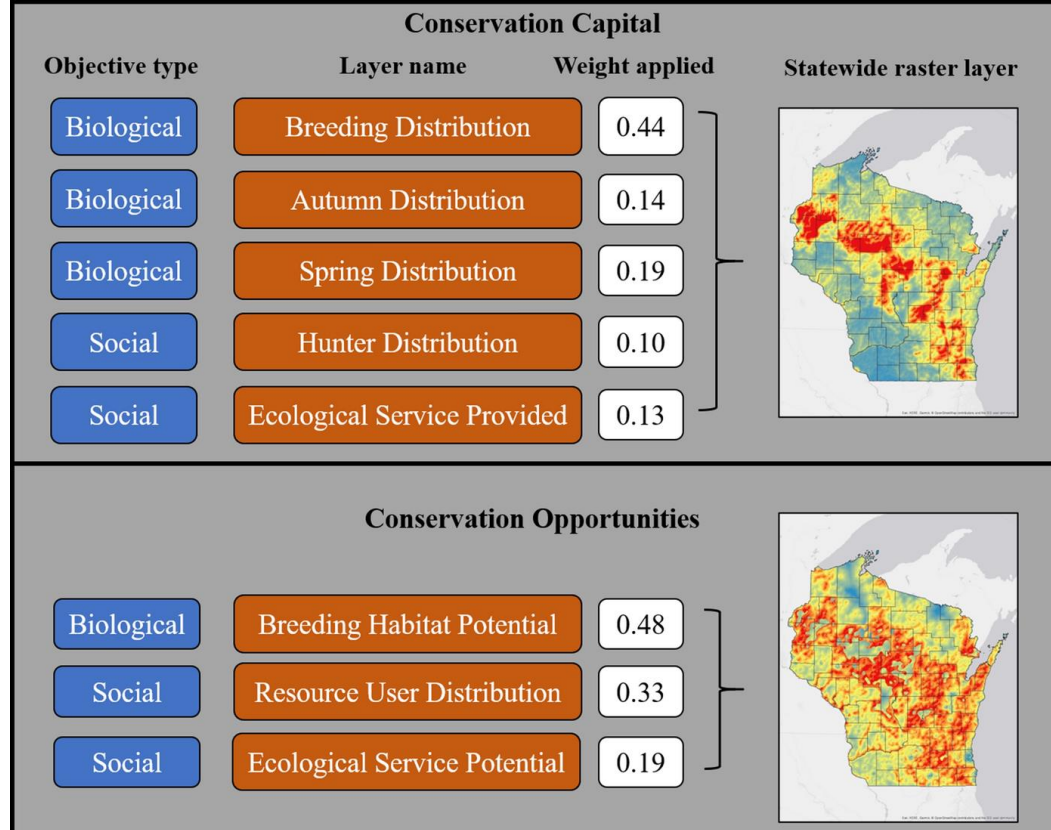 Conservation Capital
Objective type Layer name Weight applied Statewide raster layer
Biological Breeding Distribution 0.44
Biological Autumn Distribution 0.14
Biological Spring Distribution 0.19
Social Hunter Distribution 0.10
Social Ecological Service Provided 0.13
Conservation Opportunities
Biological Breeding Habitat Potential 0.48
Social Resource User Distribution 0.33
Social Ecological Service Potential 0.19